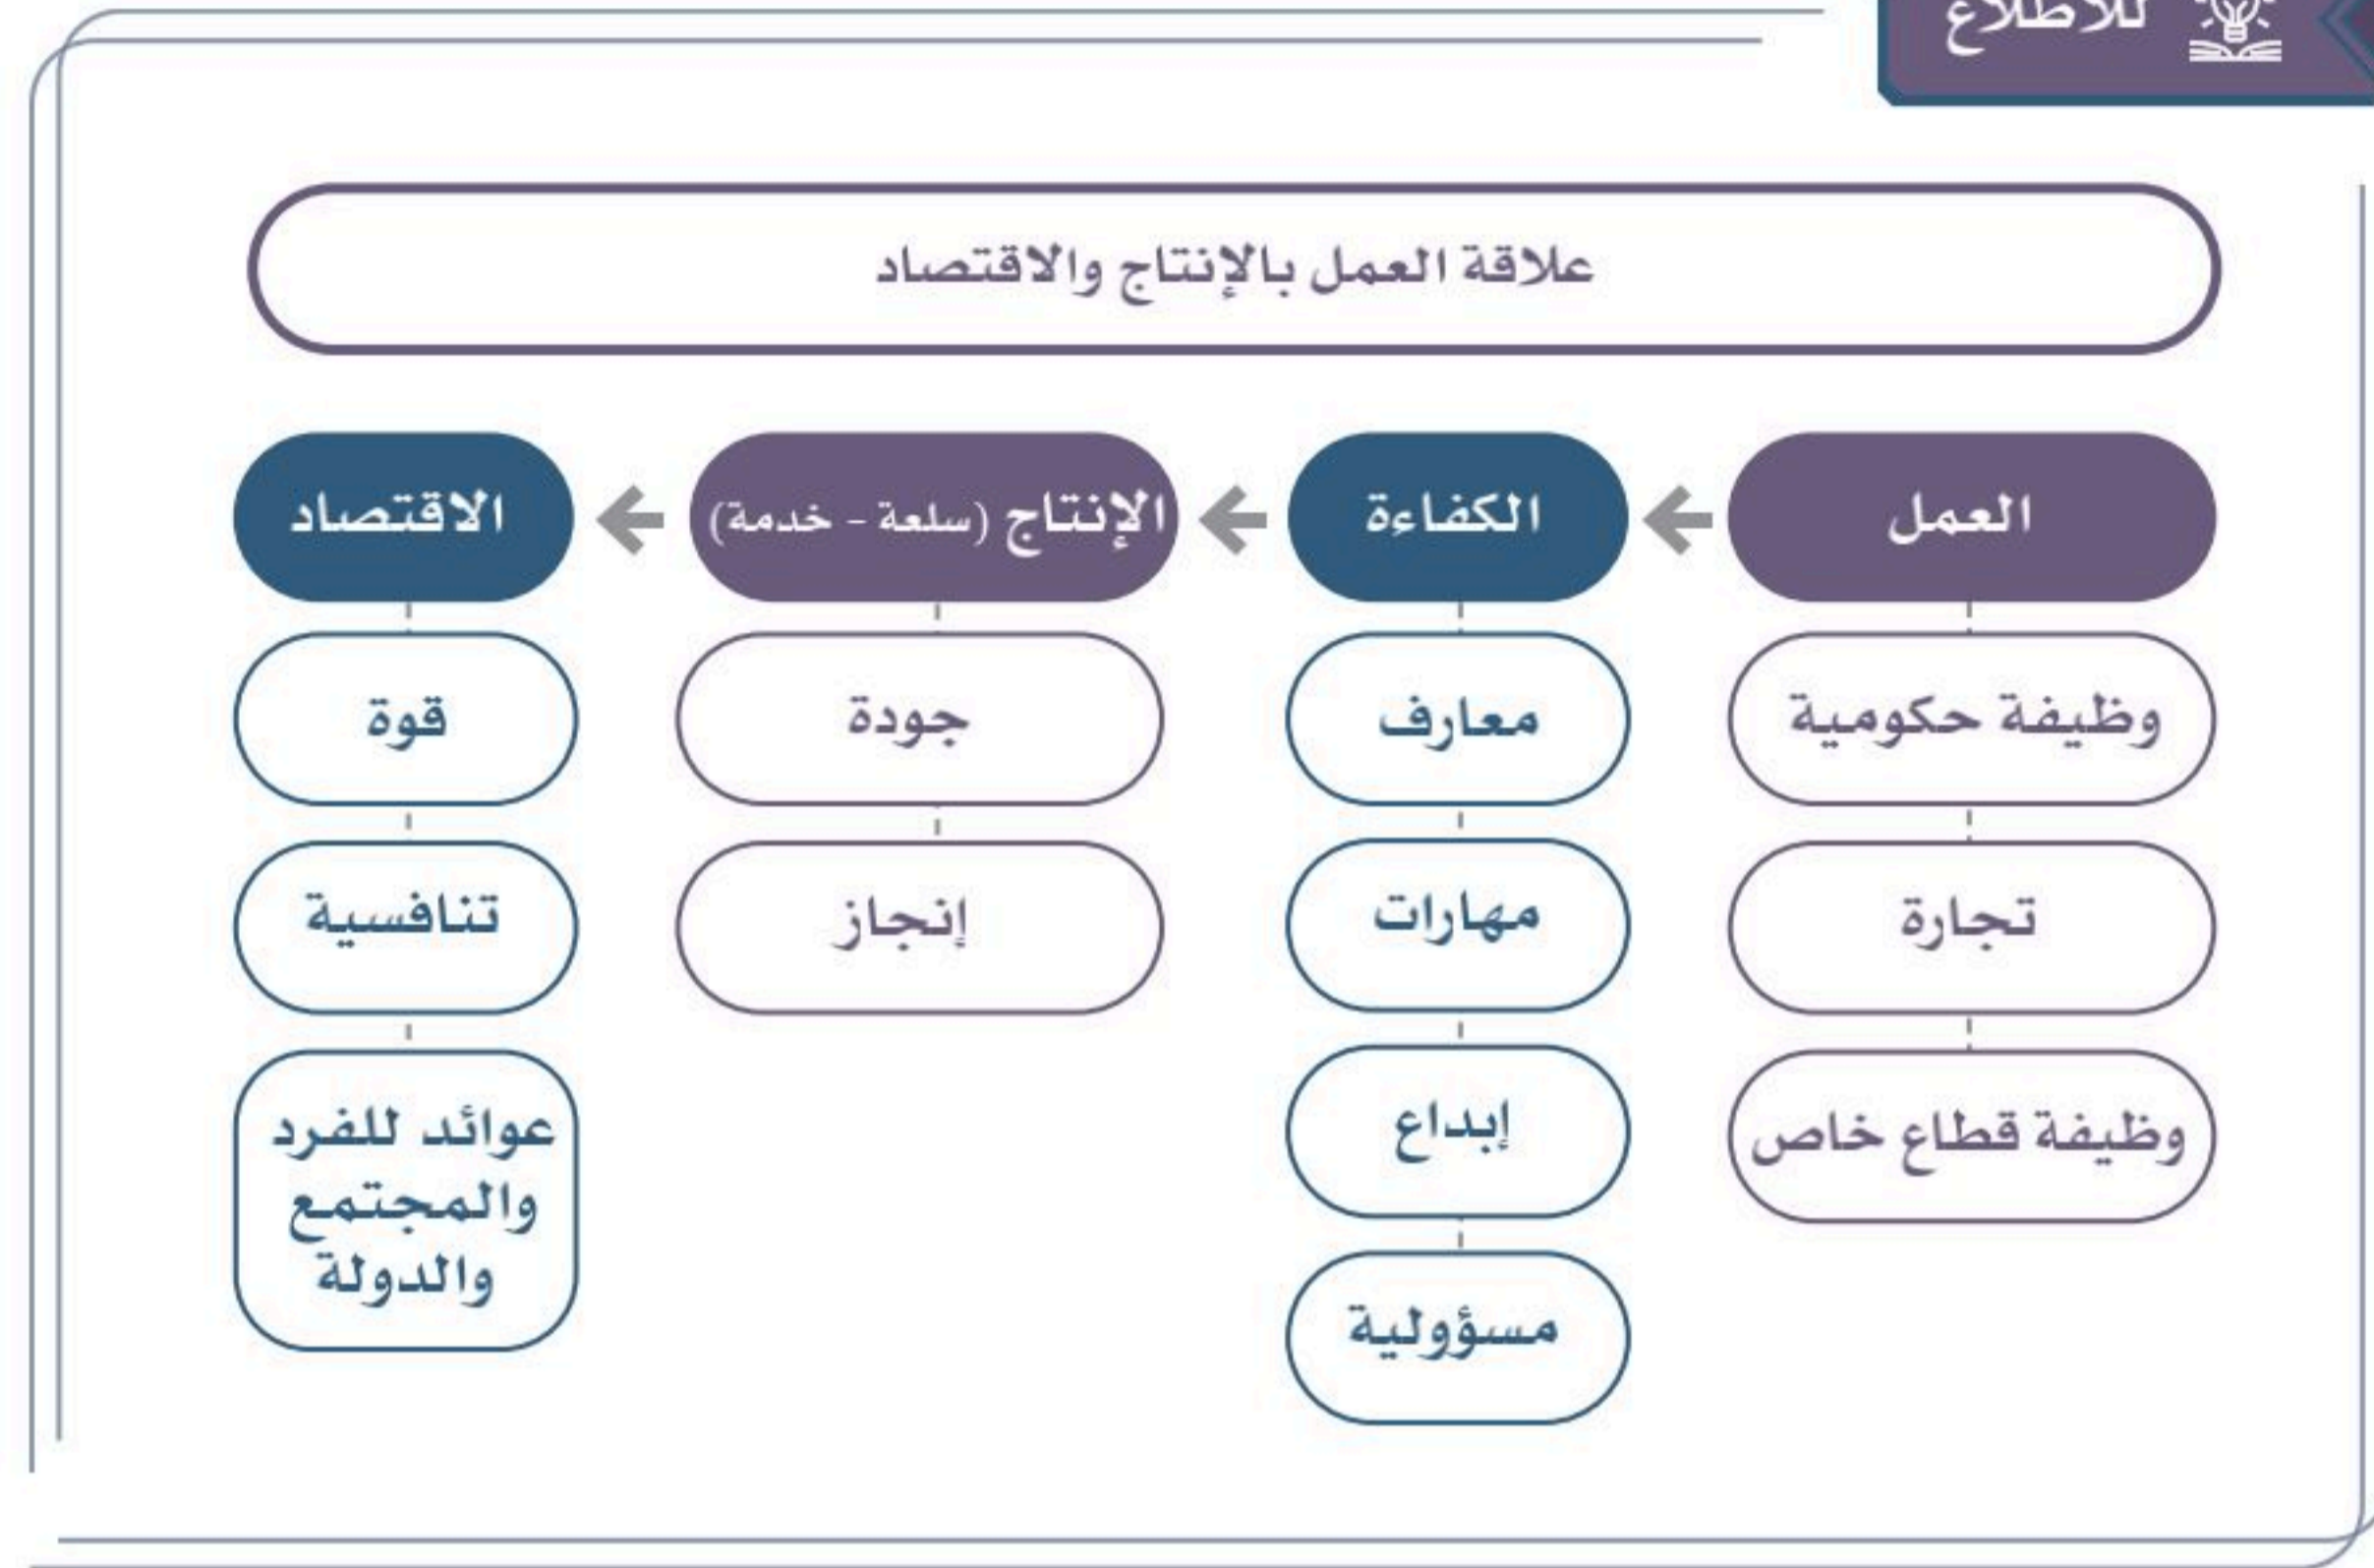 للاطلاع
علاقة العمل بالإنتاج والاقتصاد
العمل
الكفاءة
الإنتاج (سلعة - خدمة)
الاقتصاد
وظيفة حكومية
تجارة
وظيفة قطاع خاص
معارف
مهارات
إبداع
مسؤولية
جودة
إنجاز
قوة
تنافسية
عوائد للفرد
والمجتمع
والدولة